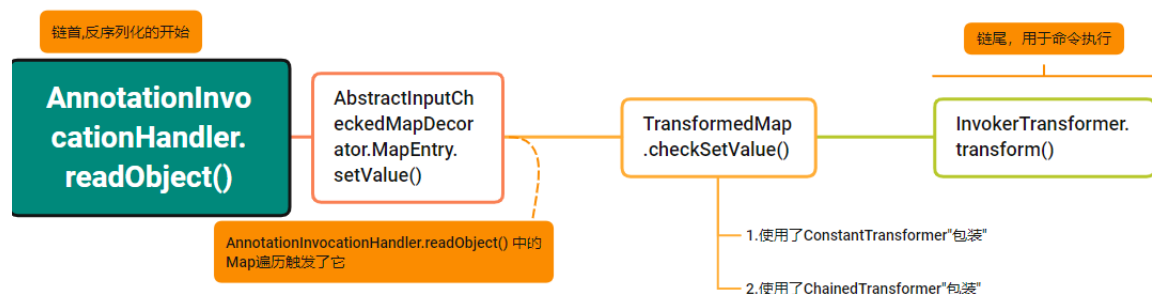 链首,反序列化的开始
AnnotationInvo
cationHandler.
readObject()
AbstractInputCh
eckedMapDecor
ator.MapEntry.
setValue()
AnnotationInvocationHandler.readObject() 中的
Map遍历触发了它
TransformedMap
.checkSetValue()
1.使用了ConstantTransformer"包装"
2.使用了ChainedTransformer"包装"
链尾，用于命令执行
InvokerTransformer.
transform()